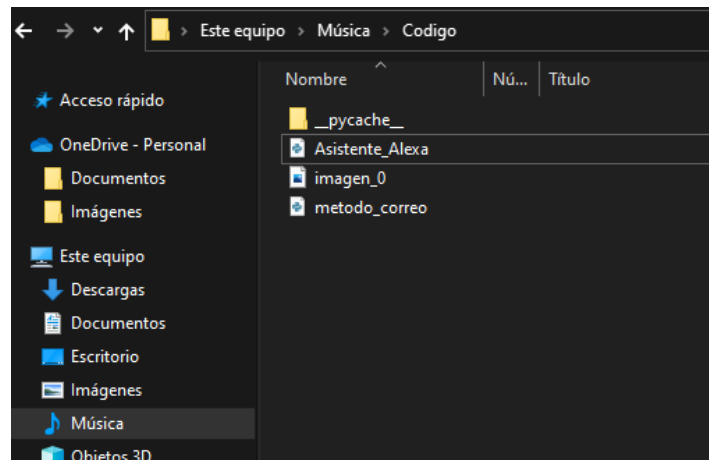 Este equipo > Música > Codigo
Nombre Nú... Título
Acceso rápido
OneDrive - Personal
Documentos
Imágenes
Este equipo
Descargas
Documentos
Escritorio
Imágenes
Música
Objetos 3D
__pycache__
Asistente_Alexa
imagen_0
metodo_correo